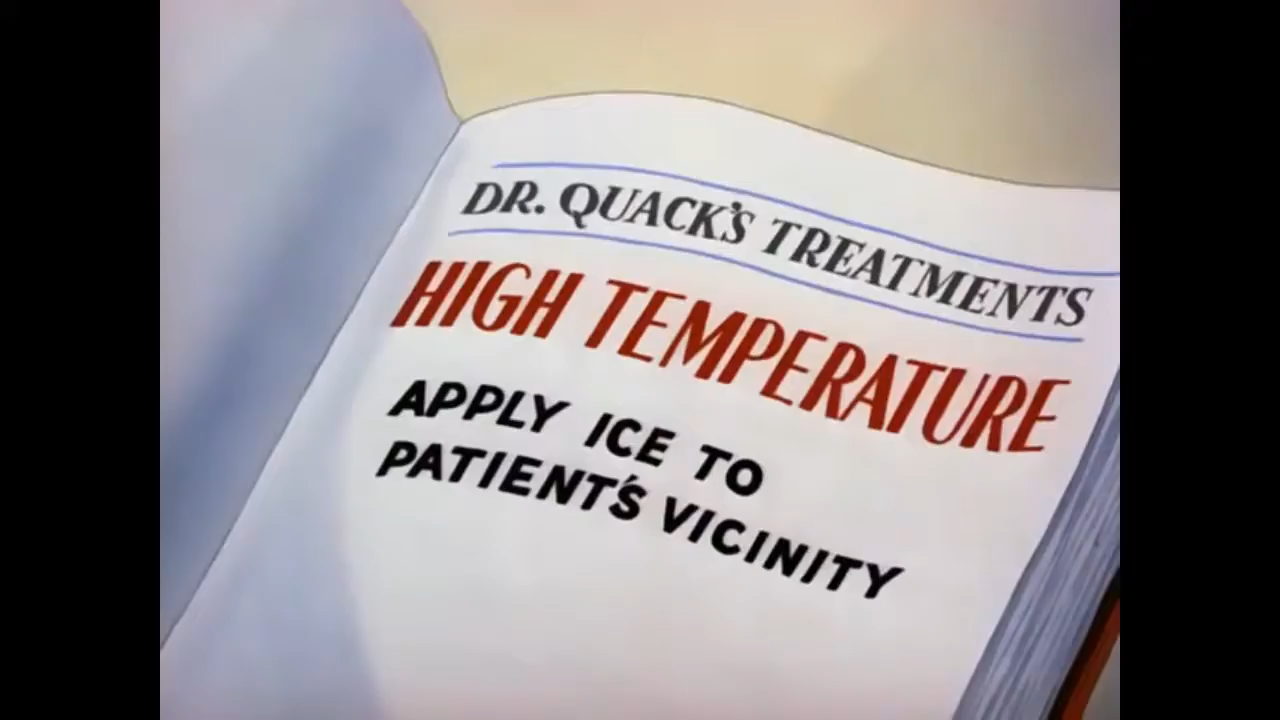 DR. QUACK'S TREATMENTS
HIGH TEMPERATURE
APPLY ICE TO
PATIENT'S VICINITY